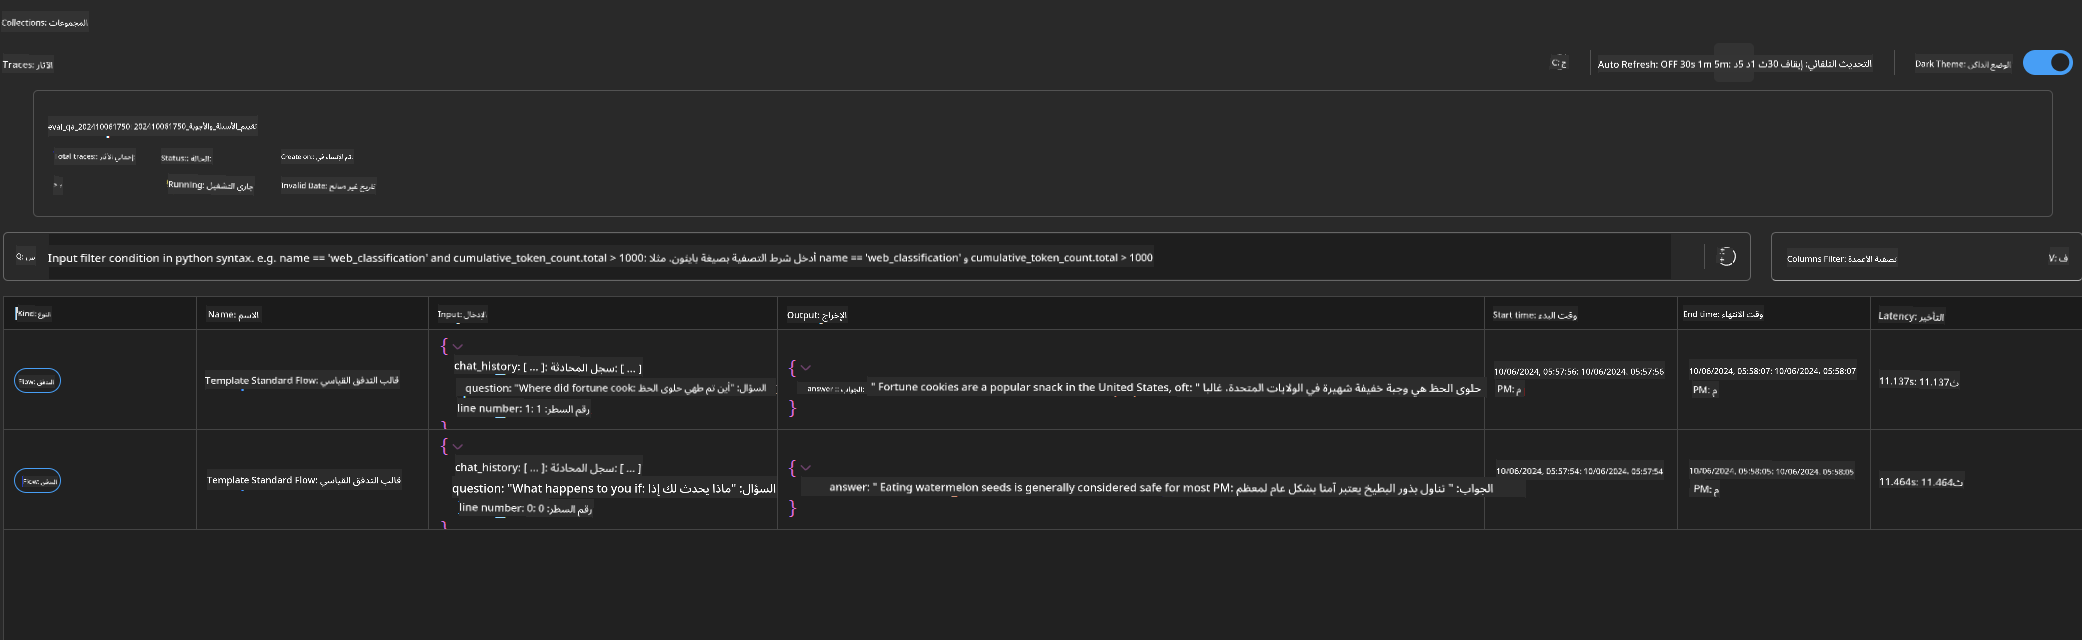 Collections: المجموعات
Traces: الآثار
C: ج
Auto Refresh: OFF 30s 1m 5m: التحديث التلقائي: إيقاف 30ث 1د 5د
Dark Theme: الوضع الداكن
eval_qa_202410061750: 202410061750_تقييم_الأسئلة_والأجوبة
otal traces:: إجمالي الآثار:
Status:: الحالة:
Create on:: تم الإنشاء في:
Running: جاري التشغيل
Invalid Date: تاريخ غير صالح
Q: س
Input filter condition in python syntax. e.g. name == 'web_classification' and cumulative_token_count.total > 1000: أدخل شرط التصفية بصيغة بايثون. مثلا: name == 'web_classification' و cumulative_token_count.total > 1000
Columns Filter: تصفية الأعمدة
V: ف
Kind: النوع
Name: الاسم
Input: الإدخال
Output: الإخراج
Start time: وقت البدء
End time: وقت الانتهاء
Latency: التأخير
Flow: التدفق
Template Standard Flow: قالب التدفق القياسي
{
chat_history: [ ... ]: سجل المحادثة: [ ... ]
question: "Where did fortune cook: السؤال: "أين تم طهي حلوى الحظ
line number: 1: رقم السطر: 1
}
{
answer :: الجواب: " Fortune cookies are a popular snack in the United States, oft: حلوى الحظ هي وجبة خفيفة شهيرة في الولايات المتحدة، غالبا "
}
10/06/2024, 05:57:56: 10/06/2024, 05:57:56
PM: م
10/06/2024, 05:58:07: 10/06/2024, 05:58:07
PM: م
11.137s: 11.137ث
Flow: التدفق
Template Standard Flow: قالب التدفق القياسي
{
chat_history: [ ... ]: سجل المحادثة: [ ... ]
question: "What happens to you if: السؤال: "ماذا يحدث لك إذا
line number: 0: رقم السطر: 0
}
{
answer: " Eating watermelon seeds is generally considered safe for most PM: الجواب: " تناول بذور البطيخ يعتبر آمنا بشكل عام لمعظم
}
10/06/2024, 05:57:54: 10/06/2024, 05:57:54
10/06/2024, 05:58:05: 10/06/2024, 05:58:05
PM: م
11.464s: 11.464ث